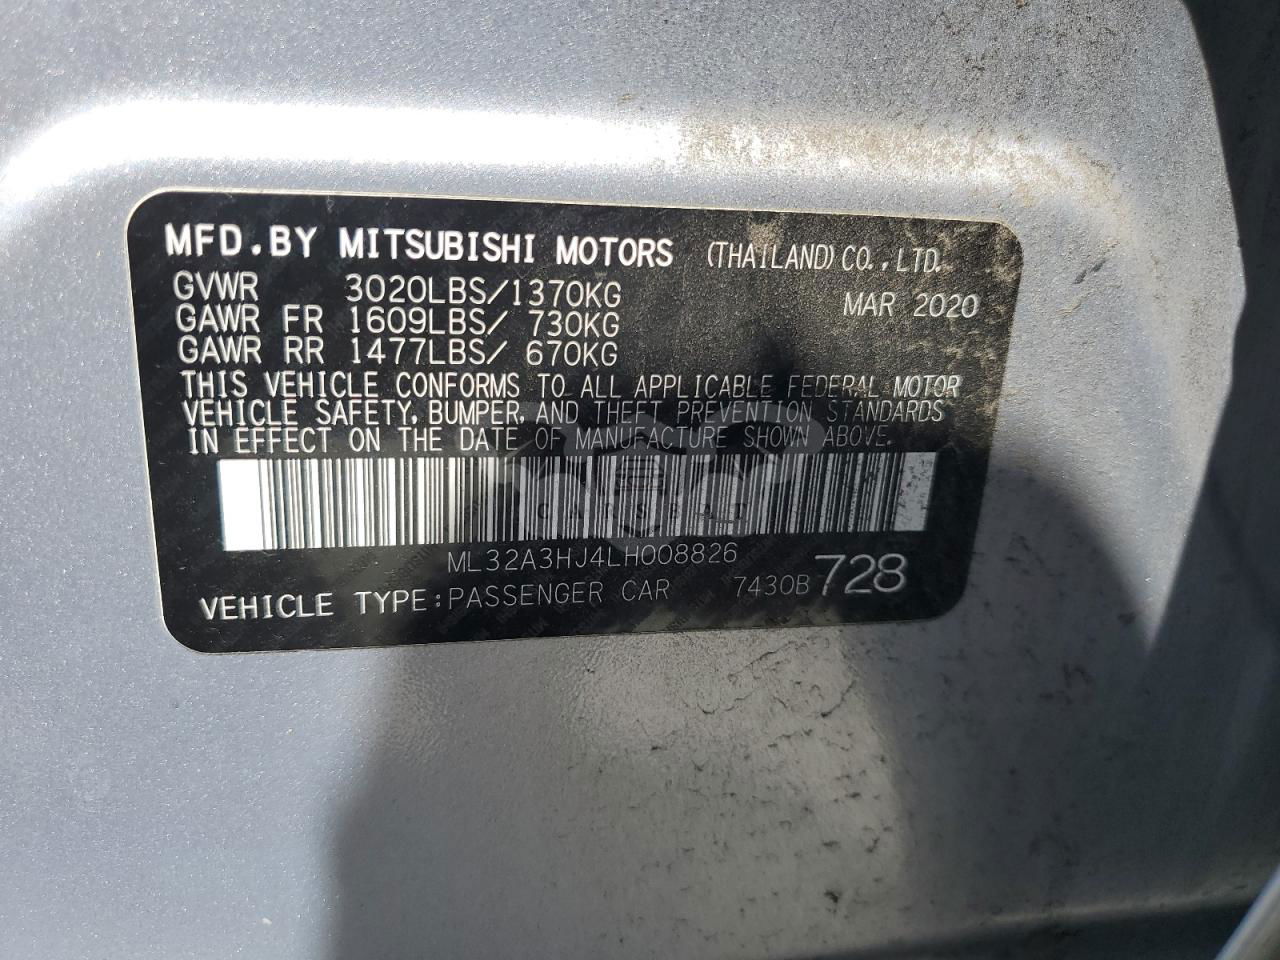 MFD.BY MITSUBISHI MOTORS (THAILAND) CO.,LTD.
GVWR 3020LBS/1370KG MAR 2020
GAWR FR 1609LBS/ 730KG
GAWR RR 1477LBS/ 670KG
THIS VEHICLE CONFORMS TO ALL APPLICABLE FEDERAL MOTOR
VEHICLE SAFETY, BUMPER, AND THEFT PREVENTION STANDARDS
IN EFFECT ON THE DATE OF MANUFACTURE SHOWN ABOVE.
ML32A3HJ4LH008826
VEHICLE TYPE:PASSENGER CAR 7430B 728